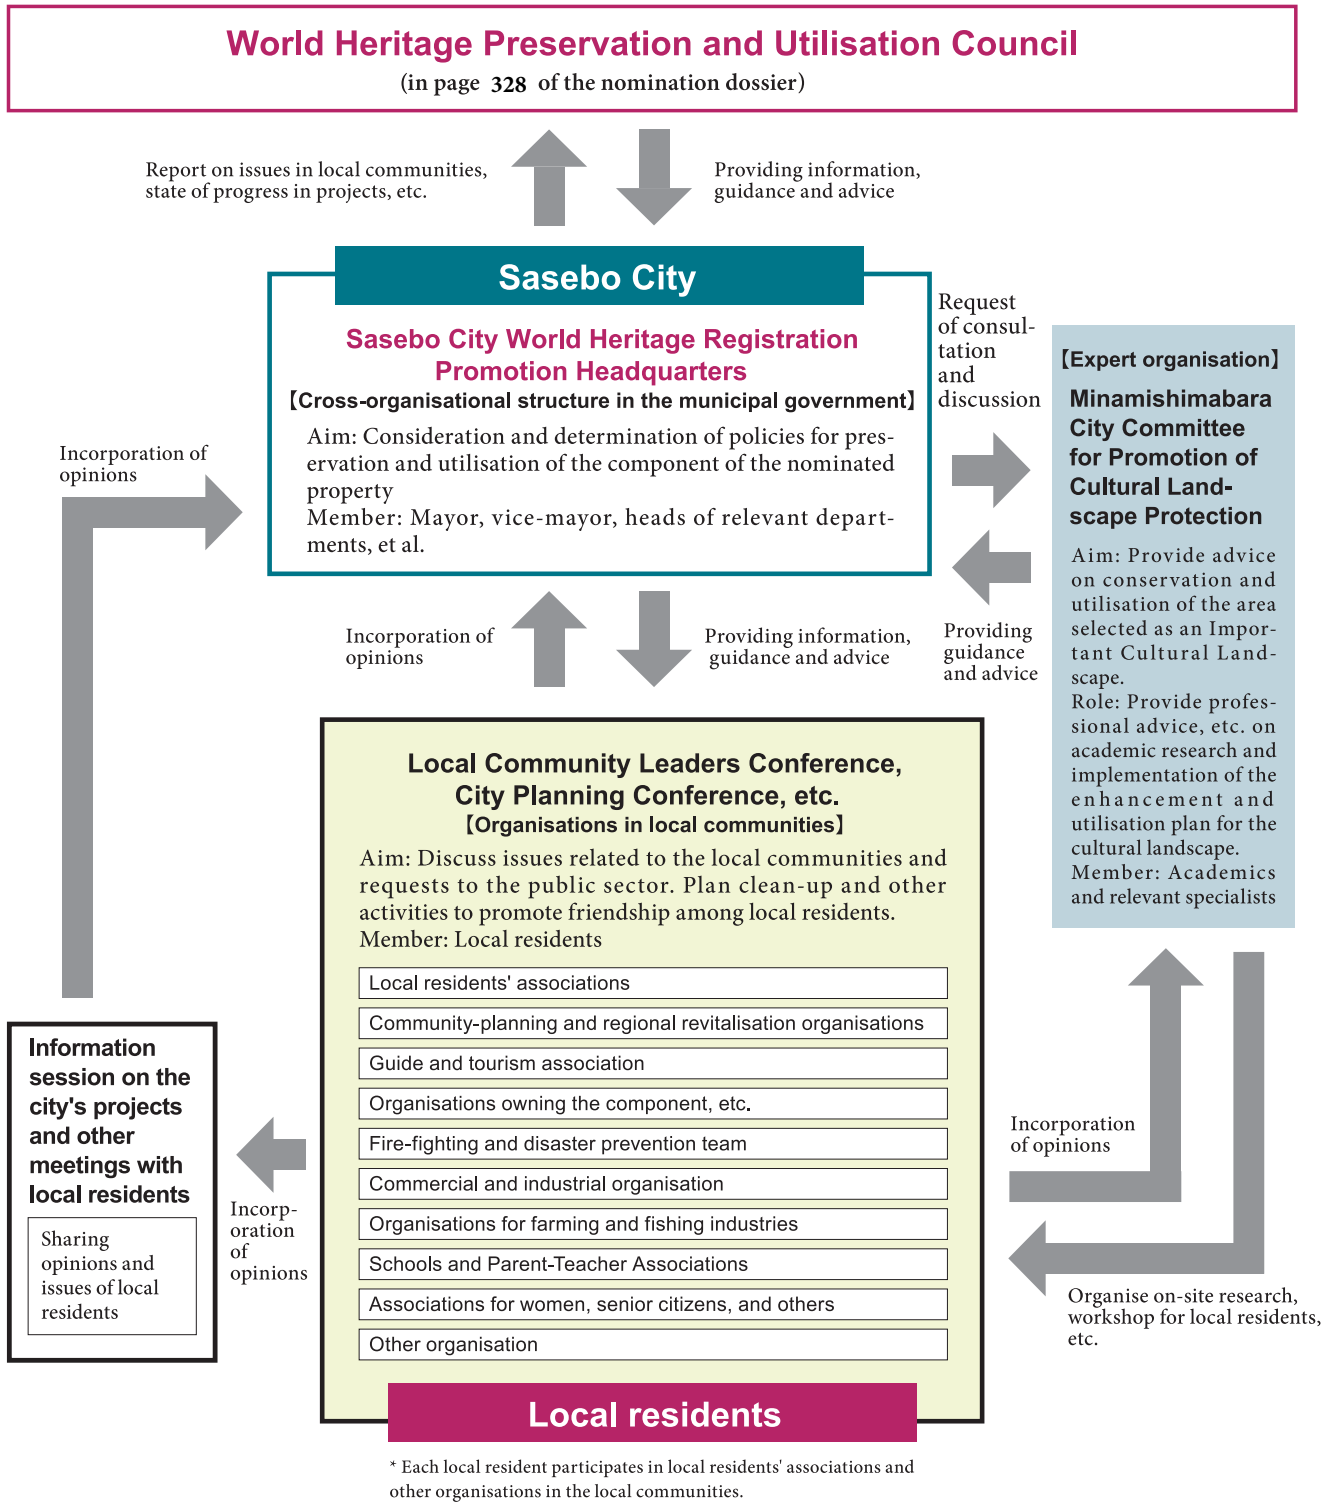 World Heritage Preservation and Utilisation Council
(in page 328 of the nomination dossier)
Report on issues in local communities,
state of progress in projects, etc.
Providing information,
guidance and advice
Sasebo City
Sasebo City World Heritage Registration
Promotion Headquarters
【Cross-organisational structure in the municipal government】
Aim: Consideration and determination of policies for pres-
ervation and utilisation of the component of the nominated
property
Member: Mayor, vice-mayor, heads of relevant depart-
ments, et al.
Request
of consul-
tation
and
discussion
Providing
guidance
and advice
【Expert organisation】
Minamishimabara
City Committee
for Promotion of
Cultural Land-
scape Protection
Aim: Provide advice
on conservation and
utilisation of the area
selected as an Impor-
tant Cultural Land-
scape.
Role: Provide profes-
sional advice, etc. on
academic research and
implementation of the
enhancement and
utilisation plan for the
cultural landscape.
Member: Academics
and relevant specialists
Incorporation of
opinions
Incorporation of
opinions
Providing information,
guidance and advice
Local Community Leaders Conference,
City Planning Conference, etc.
【Organisations in local communities】
Aim: Discuss issues related to the local communities and
requests to the public sector. Plan clean-up and other
activities to promote friendship among local residents.
Member: Local residents
Local residents' associations
Community-planning and regional revitalisation organisations
Guide and tourism association
Organisations owning the component, etc.
Fire-fighting and disaster prevention team
Commercial and industrial organisation
Organisations for farming and fishing industries
Schools and Parent-Teacher Associations
Associations for women, senior citizens, and others
Other organisation
Local residents
* Each local resident participates in local residents' associations and
other organisations in the local communities.
Information
session on the
city's projects
and other
meetings with
local residents
Sharing
opinions and
issues of local
residents
Incorp-
oration
of
opinions
Incorporation
of opinions
Organise on-site research,
workshop for local residents,
etc.